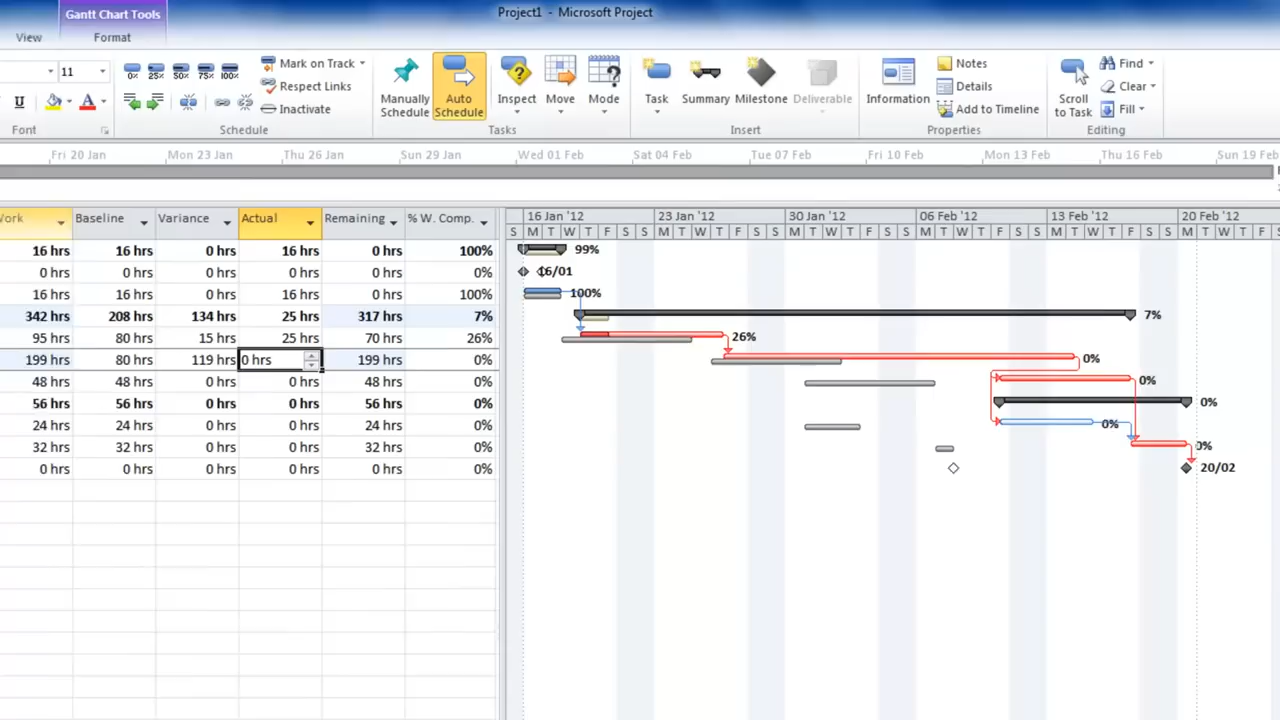 Gantt Chart Tools
Project1 - Microsoft Project
View Format
11
0% 25% 50% 75% 100%
Mark on Track
Respect Links
Inactivate
U A
Manually Schedule
Auto Schedule
Inspect
Move
Mode
Task
Summary
Milestone
Deliverable
Information
Notes
Details
Add to Timeline
Scroll to Task
Find
Clear
Fill
Font Schedule Tasks Insert Properties Editing
Fri 20 Jan Mon 23 Jan Thu 26 Jan Sun 29 Jan Wed 01 Feb Sat 04 Feb Tue 07 Feb Fri 10 Feb Mon 13 Feb Thu 16 Feb Sun 19 Feb
Work Baseline Variance Actual Remaining % W. Comp.
16 Jan '12 23 Jan '12 30 Jan '12 06 Feb '12 13 Feb '12 20 Feb '12
S M T W T F S S M T W T F S S M T W T F S S M T W T F S S M T W T F S S M T W T F S
16 hrs 16 hrs 0 hrs 16 hrs 0 hrs 100% 99%
0 hrs 0 hrs 0 hrs 0 hrs 0 hrs 0% 16/01
16 hrs 16 hrs 0 hrs 16 hrs 0 hrs 100% 100%
342 hrs 208 hrs 134 hrs 25 hrs 317 hrs 7% 7%
95 hrs 80 hrs 15 hrs 25 hrs 70 hrs 26% 26%
199 hrs 80 hrs 119 hrs 0 hrs 199 hrs 0% 0%
48 hrs 48 hrs 0 hrs 0 hrs 48 hrs 0% 0%
56 hrs 56 hrs 0 hrs 0 hrs 56 hrs 0% 0%
24 hrs 24 hrs 0 hrs 0 hrs 24 hrs 0% 0%
32 hrs 32 hrs 0 hrs 0 hrs 32 hrs 0% 0%
0 hrs 0 hrs 0 hrs 0 hrs 0 hrs 0% 20/02